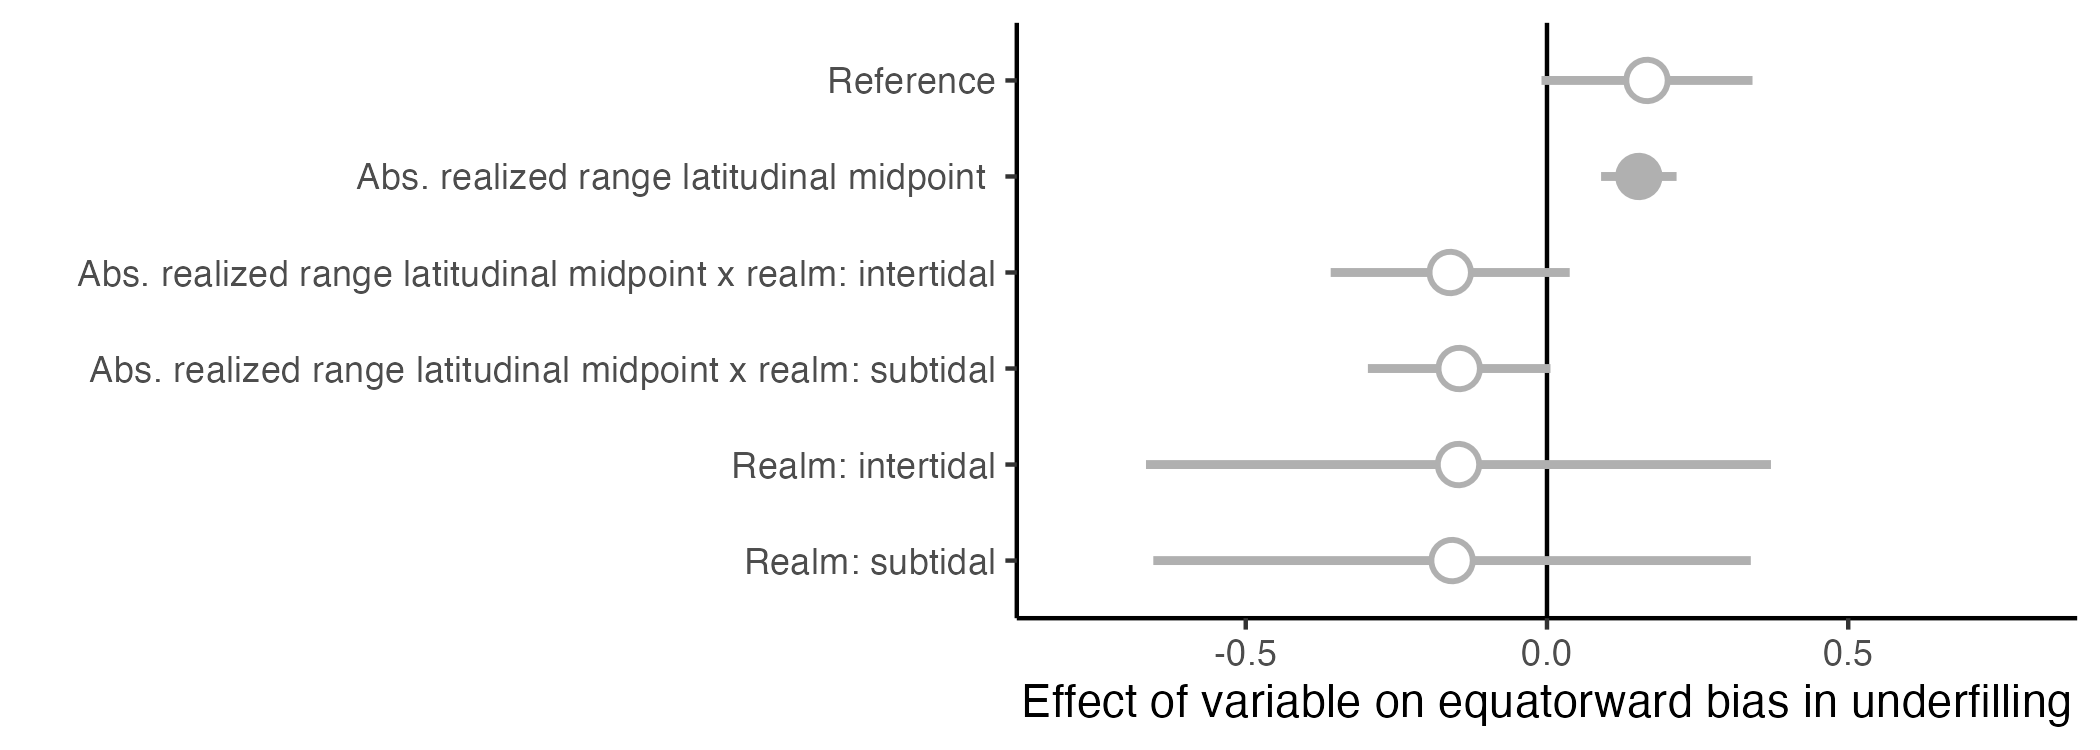 Reference
Abs. realized range latitudinal midpoint
Abs. realized range latitudinal midpoint x realm: intertidal
Abs. realized range latitudinal midpoint x realm: subtidal
Realm: intertidal
Realm: subtidal
-0.5 0.0 0.5
Effect of variable on equatorward bias in underfilling